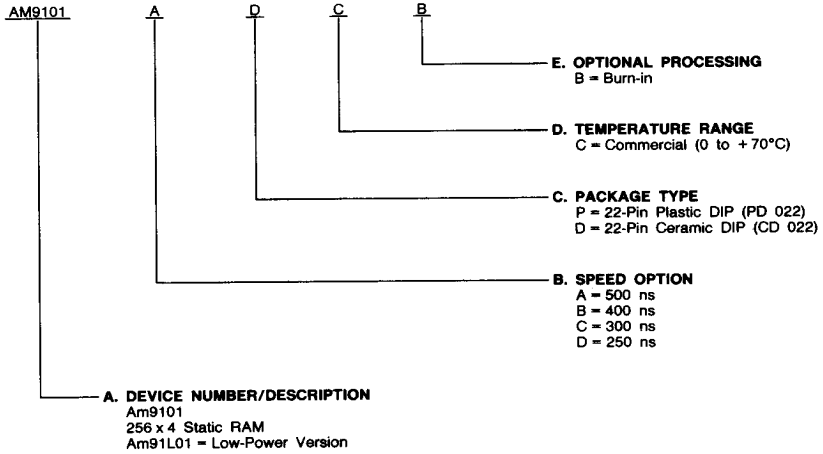 AM9101 A D C B
E. OPTIONAL PROCESSING
B = Burn-in
D. TEMPERATURE RANGE
C = Commercial (0 to +70°C)
C. PACKAGE TYPE
P = 22-Pin Plastic DIP (PD 022)
D = 22-Pin Ceramic DIP (CD 022)
B. SPEED OPTION
A = 500 ns
B = 400 ns
C = 300 ns
D = 250 ns
A. DEVICE NUMBER/DESCRIPTION
Am9101
256 x 4 Static RAM
Am91L01 = Low-Power Version